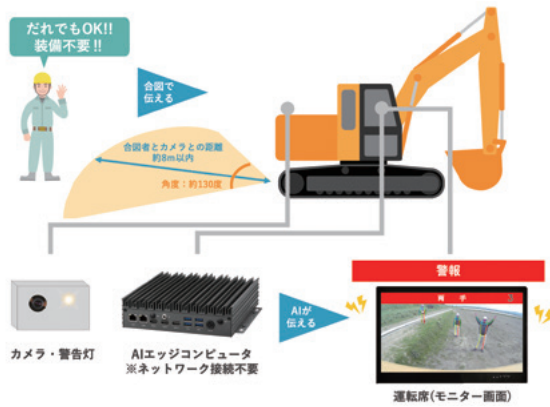 だれでもOK!!
装備不要!!
合図で
伝える
合図者とカメラとの距離
約8m以内
角度：約130度
警報
両 手
AIが
伝える
カメラ・警告灯
AIエッジコンピュータ
※ネットワーク接続不要
運転席(モニター画面)